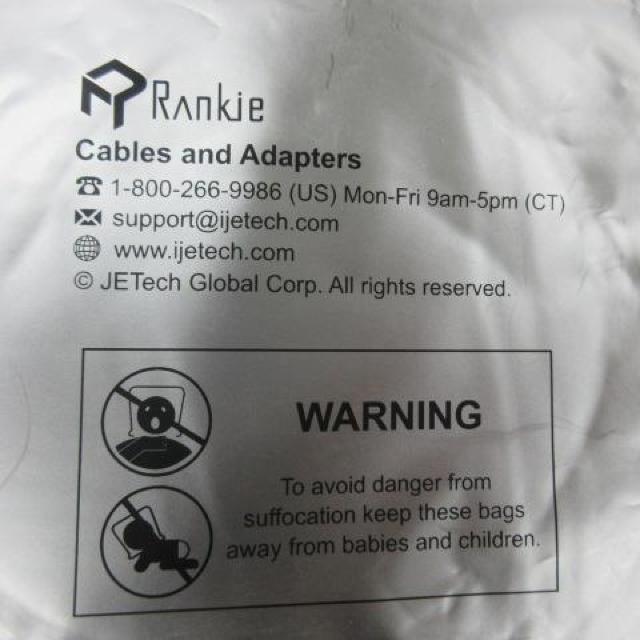 Rankie
Cables and Adapters
1-800-266-9986 (US) Mon-Fri 9am-5pm (CT)
support@ijetech.com
www.ijetech.com
© JETech Global Corp. All rights reserved.
WARNING
To avoid danger from
suffocation keep these bags
away from babies and children.